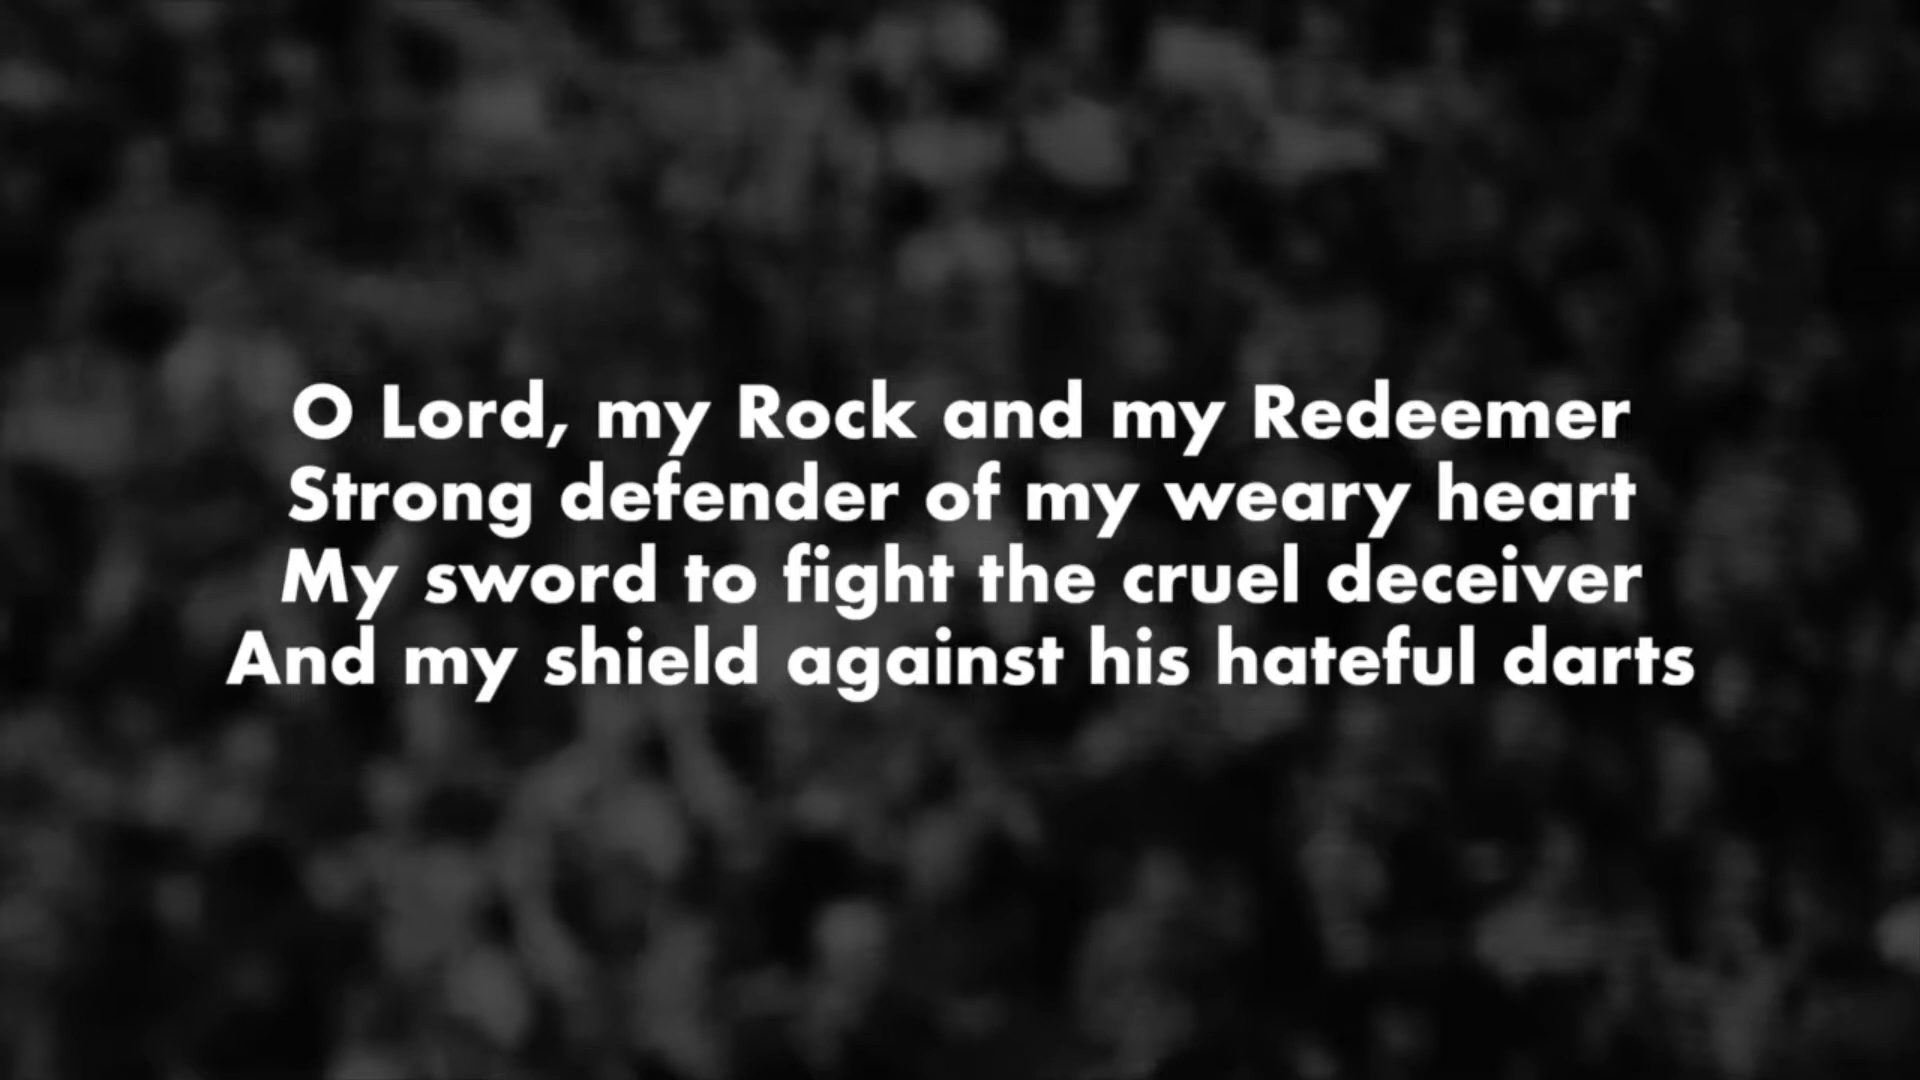 O Lord, my Rock and my Redeemer
Strong defender of my weary heart
My sword to fight the cruel deceiver
And my shield against his hateful darts